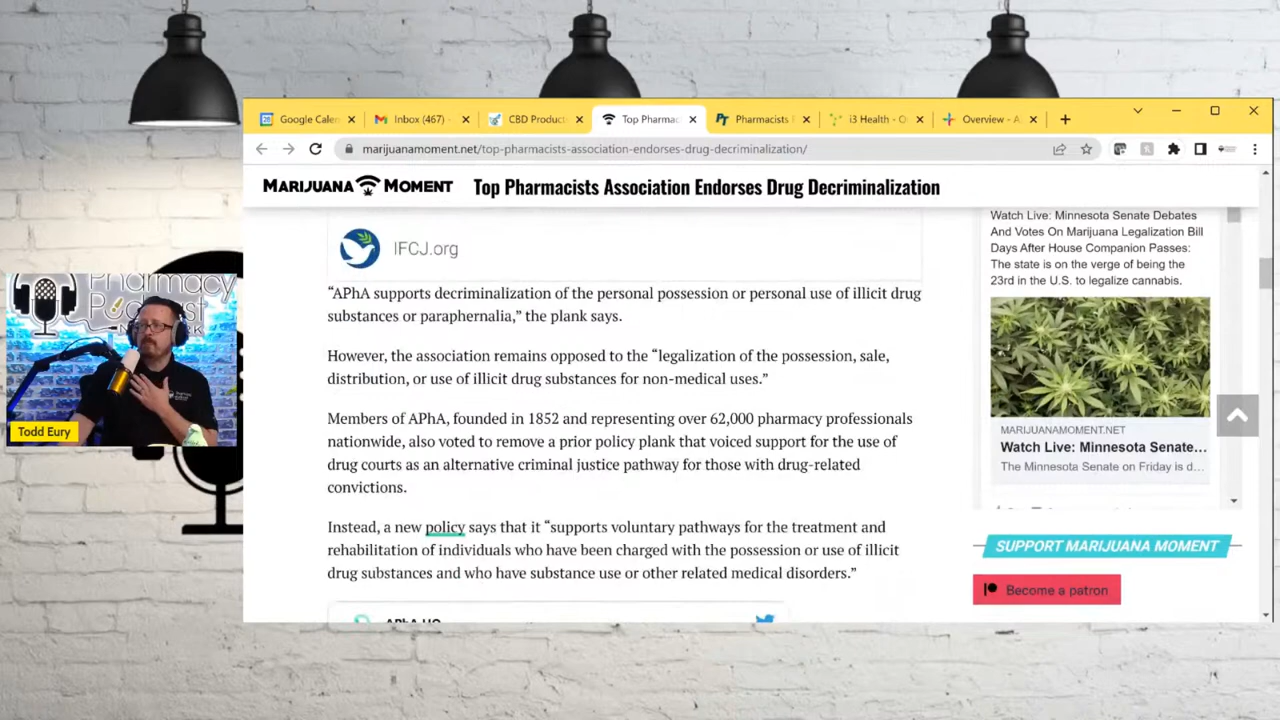 Google Calen
Inbox (467)
CBD Product
Top Pharmac
Pharmacists
i3 Health - O
Overview - A
marijuanamoment.net/top-pharmacists-association-endorses-drug-decriminalization/
MARIJUANA MOMENT
Top Pharmacists Association Endorses Drug Decriminalization
IFCJ.org
“APhA supports decriminalization of the personal possession or personal use of illicit drug
substances or paraphernalia,” the plank says.
However, the association remains opposed to the “legalization of the possession, sale,
distribution, or use of illicit drug substances for non-medical uses.”
Members of APhA, founded in 1852 and representing over 62,000 pharmacy professionals
nationwide, also voted to remove a prior policy plank that voiced support for the use of
drug courts as an alternative criminal justice pathway for those with drug-related
convictions.
Instead, a new policy says that it “supports voluntary pathways for the treatment and
rehabilitation of individuals who have been charged with the possession or use of illicit
drug substances and who have substance use or other related medical disorders.”
Watch Live: Minnesota Senate Debates
And Votes On Marijuana Legalization Bill
Days After House Companion Passes:
The state is on the verge of being the
23rd in the U.S. to legalize cannabis.
MARIJUANAMOMENT.NET
Watch Live: Minnesota Senate...
The Minnesota Senate on Friday is d...
SUPPORT MARIJUANA MOMENT
Become a patron
Pharmacy
Podcast
Todd Eury